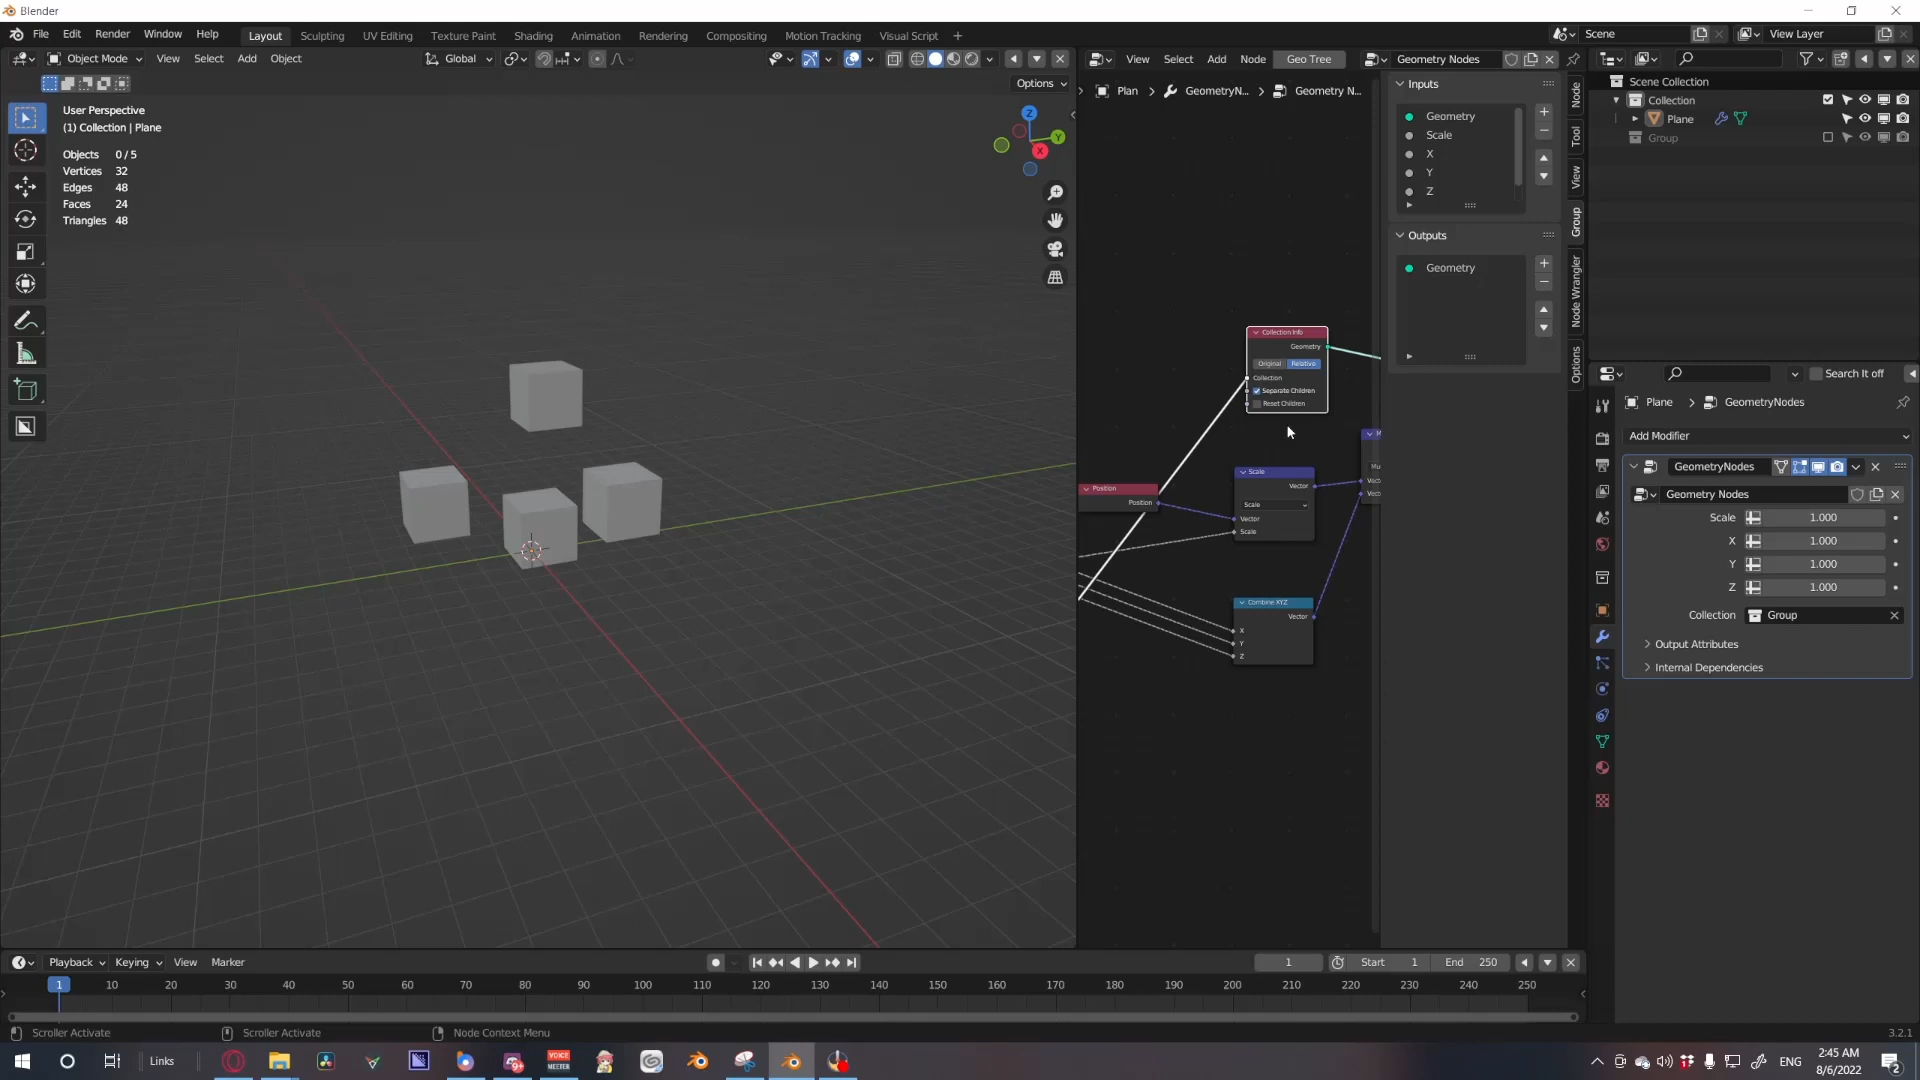 Blender
File Edit Render Window Help Layout Sculpting UV Editing Texture Paint Shading Animation Rendering Compositing Motion Tracking Visual Script + Scene View Layer
Object Mode View Select Add Object Global View Select Add Node Geo Tree Geometry Nodes
Options
Plan > GeometryN... > Geometry N...
User Perspective
(1) Collection | Plane
Objects 0 / 5
Vertices 32
Edges 48
Faces 24
Triangles 48
Z
Y
X
Collection Info
Geometry
Original Relative
Collection
Separate Children
Reset Children
Position
Position
Scale
Vector
Scale
Vector
Scale
M
Mu
Vect
Vect
Combine XYZ
Vector
X
Y
Z
Inputs
Geometry
Scale
X
Y
Z
Outputs
Geometry
Node
Tool
View
Group
Node Wrangler
Options
Scene Collection
Collection
Plane
Group
Search It off
Plane > GeometryNodes
Add Modifier
GeometryNodes
Geometry Nodes
Scale 1.000
X 1.000
Y 1.000
Z 1.000
Collection Group
Output Attributes
Internal Dependencies
Playback Keying View Marker 1 Start 1 End 250
1 10 20 30 40 50 60 70 80 90 100 110 120 130 140 150 160 170 180 190 200 210 220 230 240 250
Scroller Activate Scroller Activate Node Context Menu 3.2.1
Links VOICE MEETER 9+ ENG 2:45 AM
8/6/2022 2